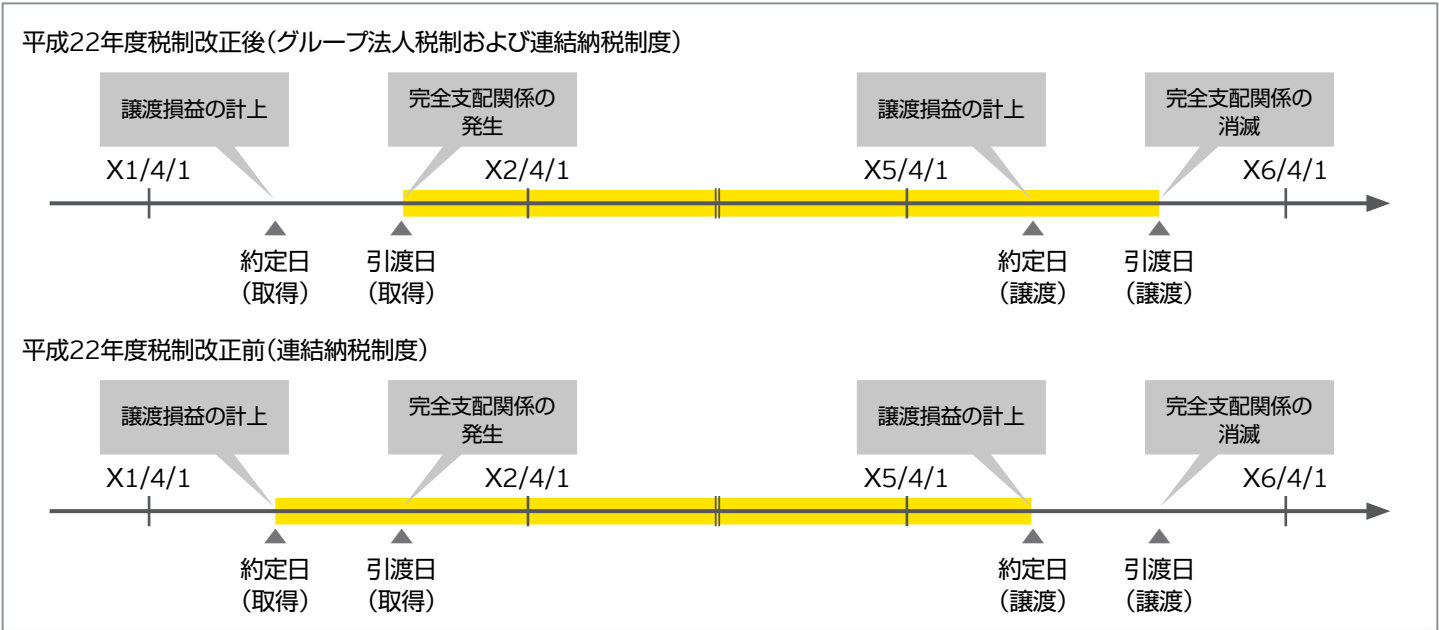 平成22年度税制改正後(グループ法人税制および連結納税制度)
譲渡損益の計上
完全支配関係の
発生
譲渡損益の計上
完全支配関係の
消滅
X1/4/1
X2/4/1
X5/4/1
X6/4/1
約定日
(取得)
引渡日
(取得)
約定日
(譲渡)
引渡日
(譲渡)
平成22年度税制改正前(連結納税制度)
譲渡損益の計上
完全支配関係の
発生
譲渡損益の計上
完全支配関係の
消滅
X1/4/1
X2/4/1
X5/4/1
X6/4/1
約定日
(取得)
引渡日
(取得)
約定日
(譲渡)
引渡日
(譲渡)